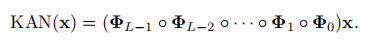 KAN(𝐱) = (𝚽_{L−1} ∘ 𝚽_{L−2} ∘ ⋯ ∘ 𝚽_1 ∘ 𝚽_0)𝐱.